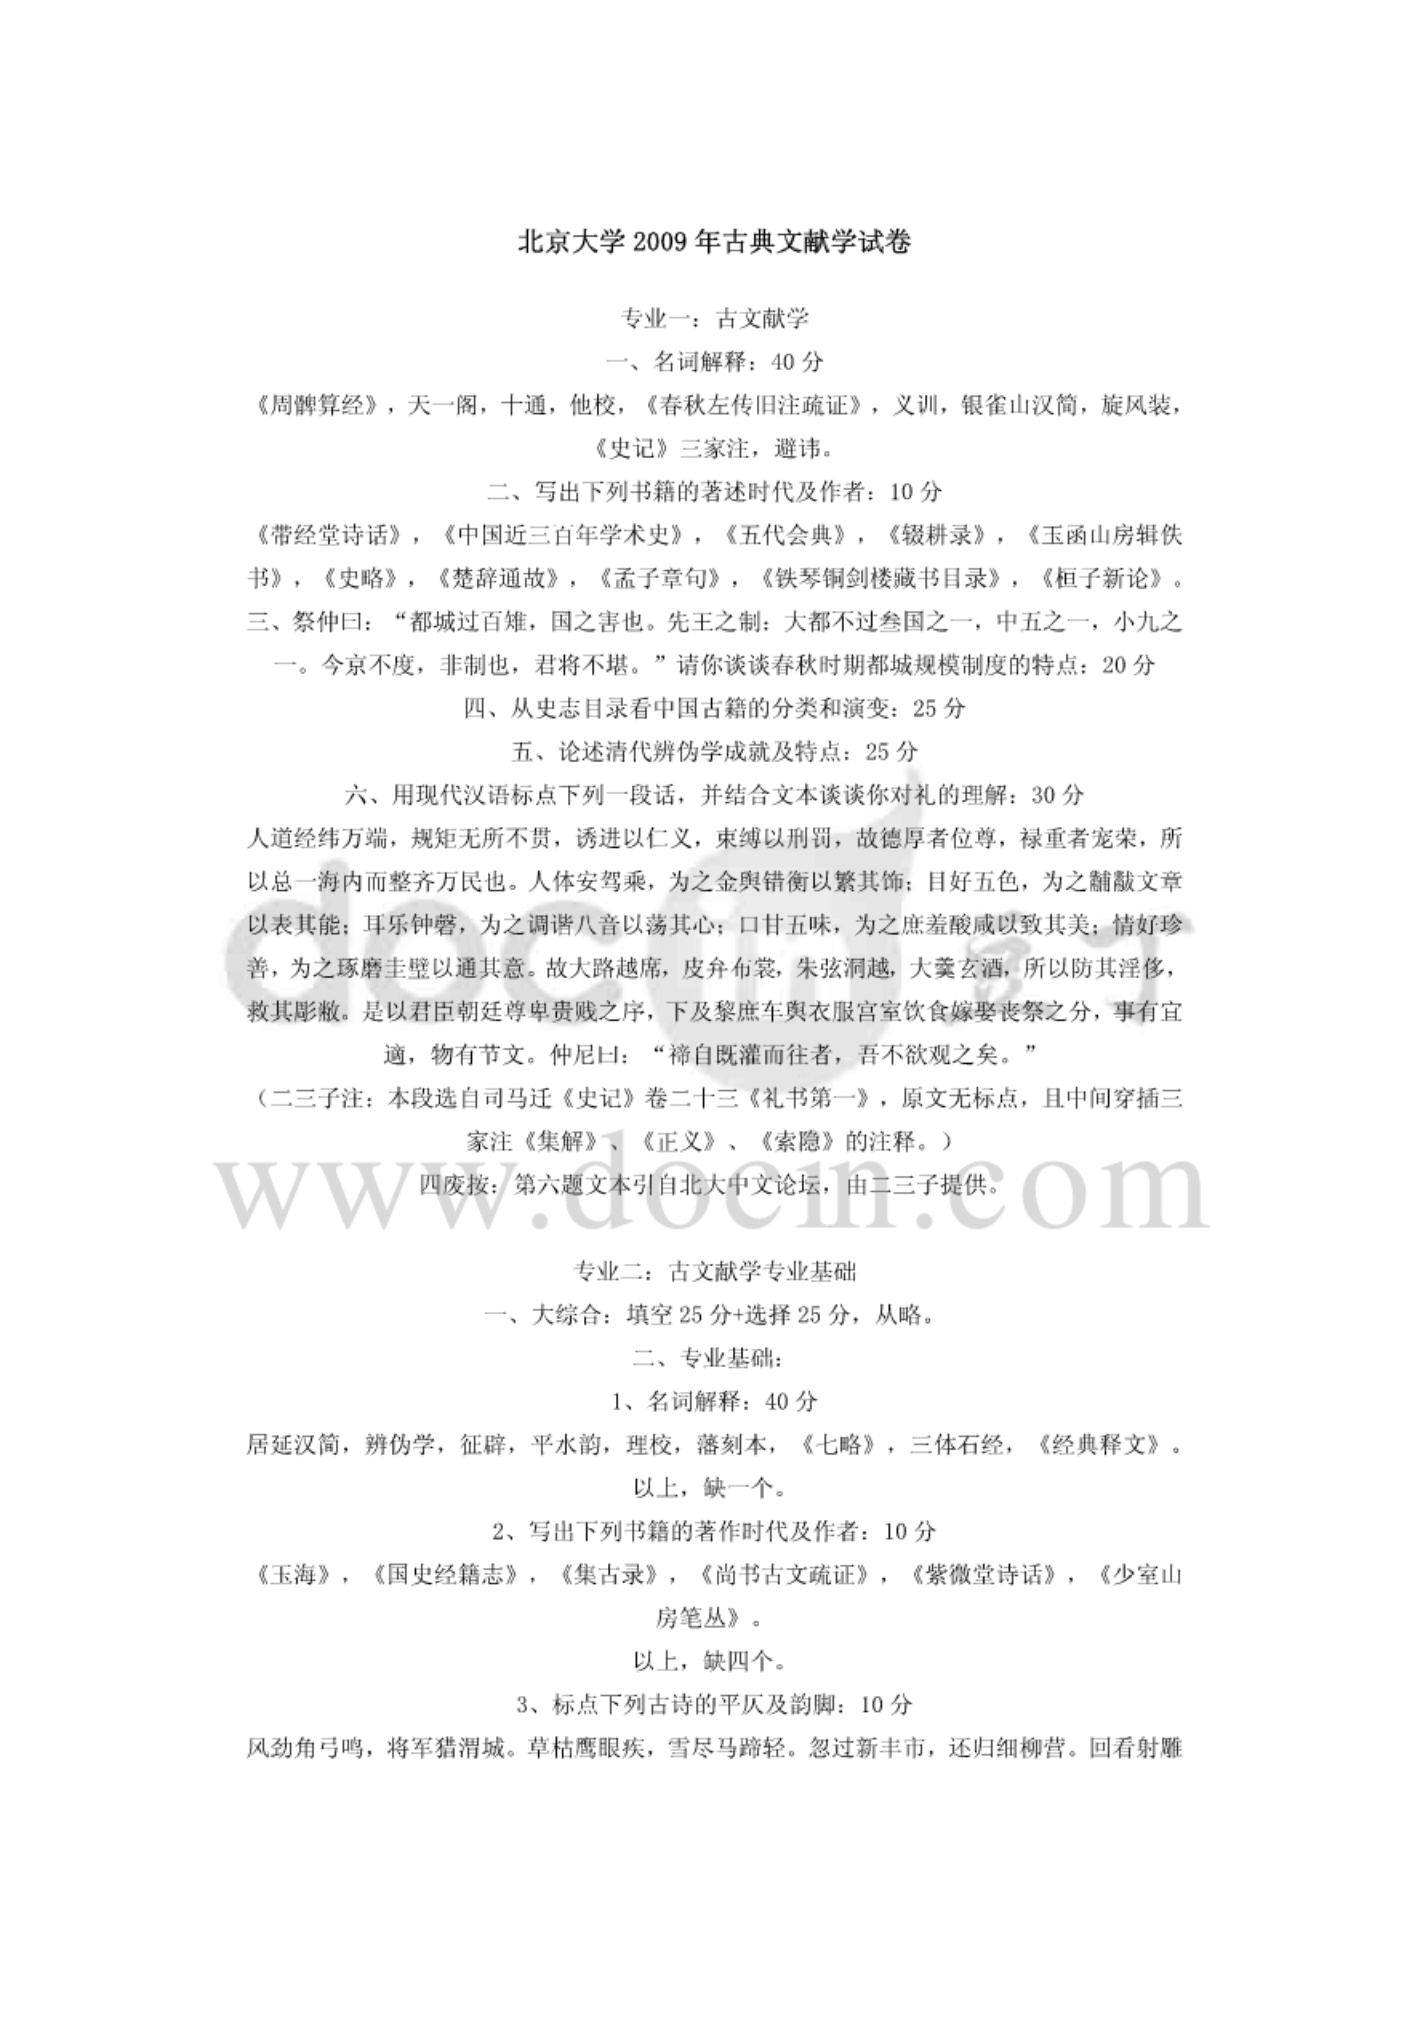 北京大学 2009 年古典文献学试卷
专业一：古文献学
一、名词解释：40 分
《周髀算经》，天一阁，十通，他校，《春秋左传旧注疏证》，义训，银雀山汉简，旋风装，
《史记》三家注，避讳。
二、写出下列书籍的著述时代及作者：10 分
《带经堂诗话》，《中国近三百年学术史》，《五代会典》，《辍耕录》，《玉函山房辑佚
书》，《史略》，《楚辞通故》，《孟子章句》，《铁琴铜剑楼藏书目录》，《桓子新论》。
三、祭仲曰：“都城过百雉，国之害也。先王之制：大都不过叁国之一，中五之一，小九之
一。今京不度，非制也，君将不堪。”请你谈谈春秋时期都城规模制度的特点：20 分
四、从史志目录看中国古籍的分类和演变：25 分
五、论述清代辨伪学成就及特点：25 分
六、用现代汉语标点下列一段话，并结合文本谈谈你对礼的理解：30 分
人道经纬万端，规矩无所不贯，诱进以仁义，束缚以刑罚，故德厚者位尊，禄重者宠荣，所
以总一海内而整齐万民也。人体安驾乘，为之金舆错衡以繁其饰；目好五色，为之黼黻文章
以表其能；耳乐钟磬，为之调谐八音以荡其心；口甘五味，为之庶羞酸咸以致其美；情好珍
善，为之琢磨圭璧以通其意。故大路越席，皮弁布裳，朱弦洞越，大羹玄酒，所以防其淫侈，
救其彫敝。是以君臣朝廷尊卑贵贱之序，下及黎庶车舆衣服宫室饮食嫁娶丧祭之分，事有宜
適，物有节文。仲尼曰：“禘自既灌而往者，吾不欲观之矣。”
（二三子注：本段选自司马迁《史记》卷二十三《礼书第一》，原文无标点，且中间穿插三
家注《集解》、《正义》、《索隐》的注释。）
四废按：第六题文本引自北大中文论坛，由二三子提供。
docin 豆丁
www.docin.com
专业二：古文献学专业基础
一、大综合：填空 25 分+选择 25 分，从略。
二、专业基础：
1、名词解释：40 分
居延汉简，辨伪学，征辟，平水韵，理校，藩刻本，《七略》，三体石经，《经典释文》。
以上，缺一个。
2、写出下列书籍的著作时代及作者：10 分
《玉海》，《国史经籍志》，《集古录》，《尚书古文疏证》，《紫微堂诗话》，《少室山
房笔丛》。
以上，缺四个。
3、标点下列古诗的平仄及韵脚：10 分
风劲角弓鸣，将军猎渭城。草枯鹰眼疾，雪尽马蹄轻。忽过新丰市，还归细柳营。回看射雕